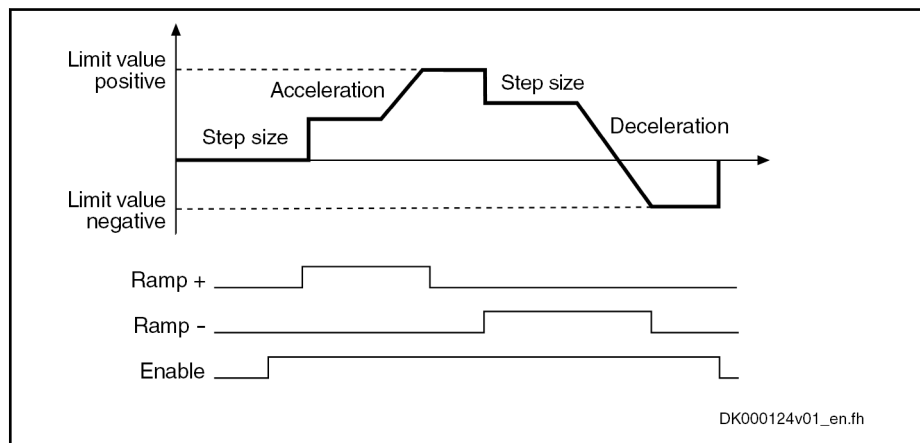 Limit value
positive
Acceleration
Step size
Step size
Deceleration
Limit value
negative
Ramp +
Ramp -
Enable
DK000124v01_en.fh